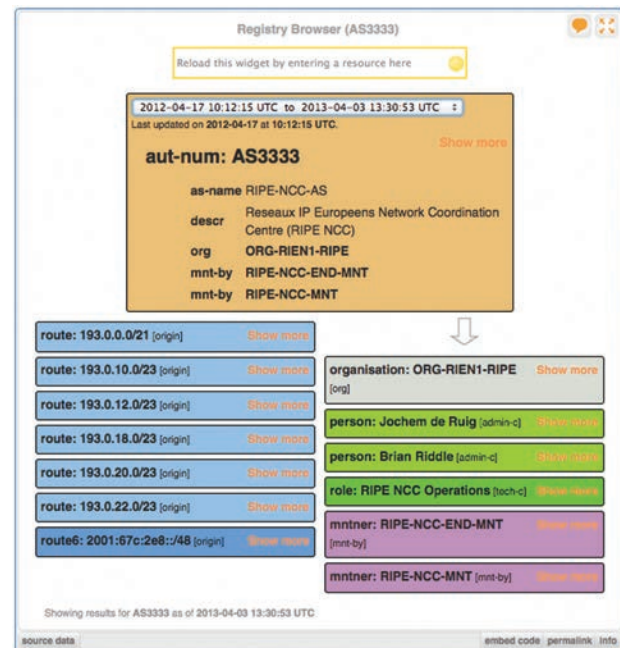 Registry Browser (AS3333)
Reload this widget by entering a resource here
2012-04-17 10:12:15 UTC to 2013-04-03 13:30:53 UTC
Last updated on 2012-04-17 at 10:12:15 UTC.
Show more
aut-num: AS3333
as-name RIPE-NCC-AS
descr Reseaux IP Europeens Network Coordination
Centre (RIPE NCC)
org ORG-RIEN1-RIPE
mnt-by RIPE-NCC-END-MNT
mnt-by RIPE-NCC-MNT
route: 193.0.0.0/21 [origin] Show more
route: 193.0.10.0/23 [origin] Show more
route: 193.0.12.0/23 [origin] Show more
route: 193.0.18.0/23 [origin] Show more
route: 193.0.20.0/23 [origin] Show more
route: 193.0.22.0/23 [origin] Show more
route6: 2001:67c:2e8::/48 [origin] Show more
organisation: ORG-RIEN1-RIPE Show more
[org]
person: Jochem de Ruig [admin-c] Show more
person: Brian Riddle [admin-c] Show more
role: RIPE NCC Operations [tech-c] Show more
mntner: RIPE-NCC-END-MNT Show more
[mnt-by]
mntner: RIPE-NCC-MNT [mnt-by] Show more
Showing results for AS3333 as of 2013-04-03 13:30:53 UTC
source data embed code permalink info